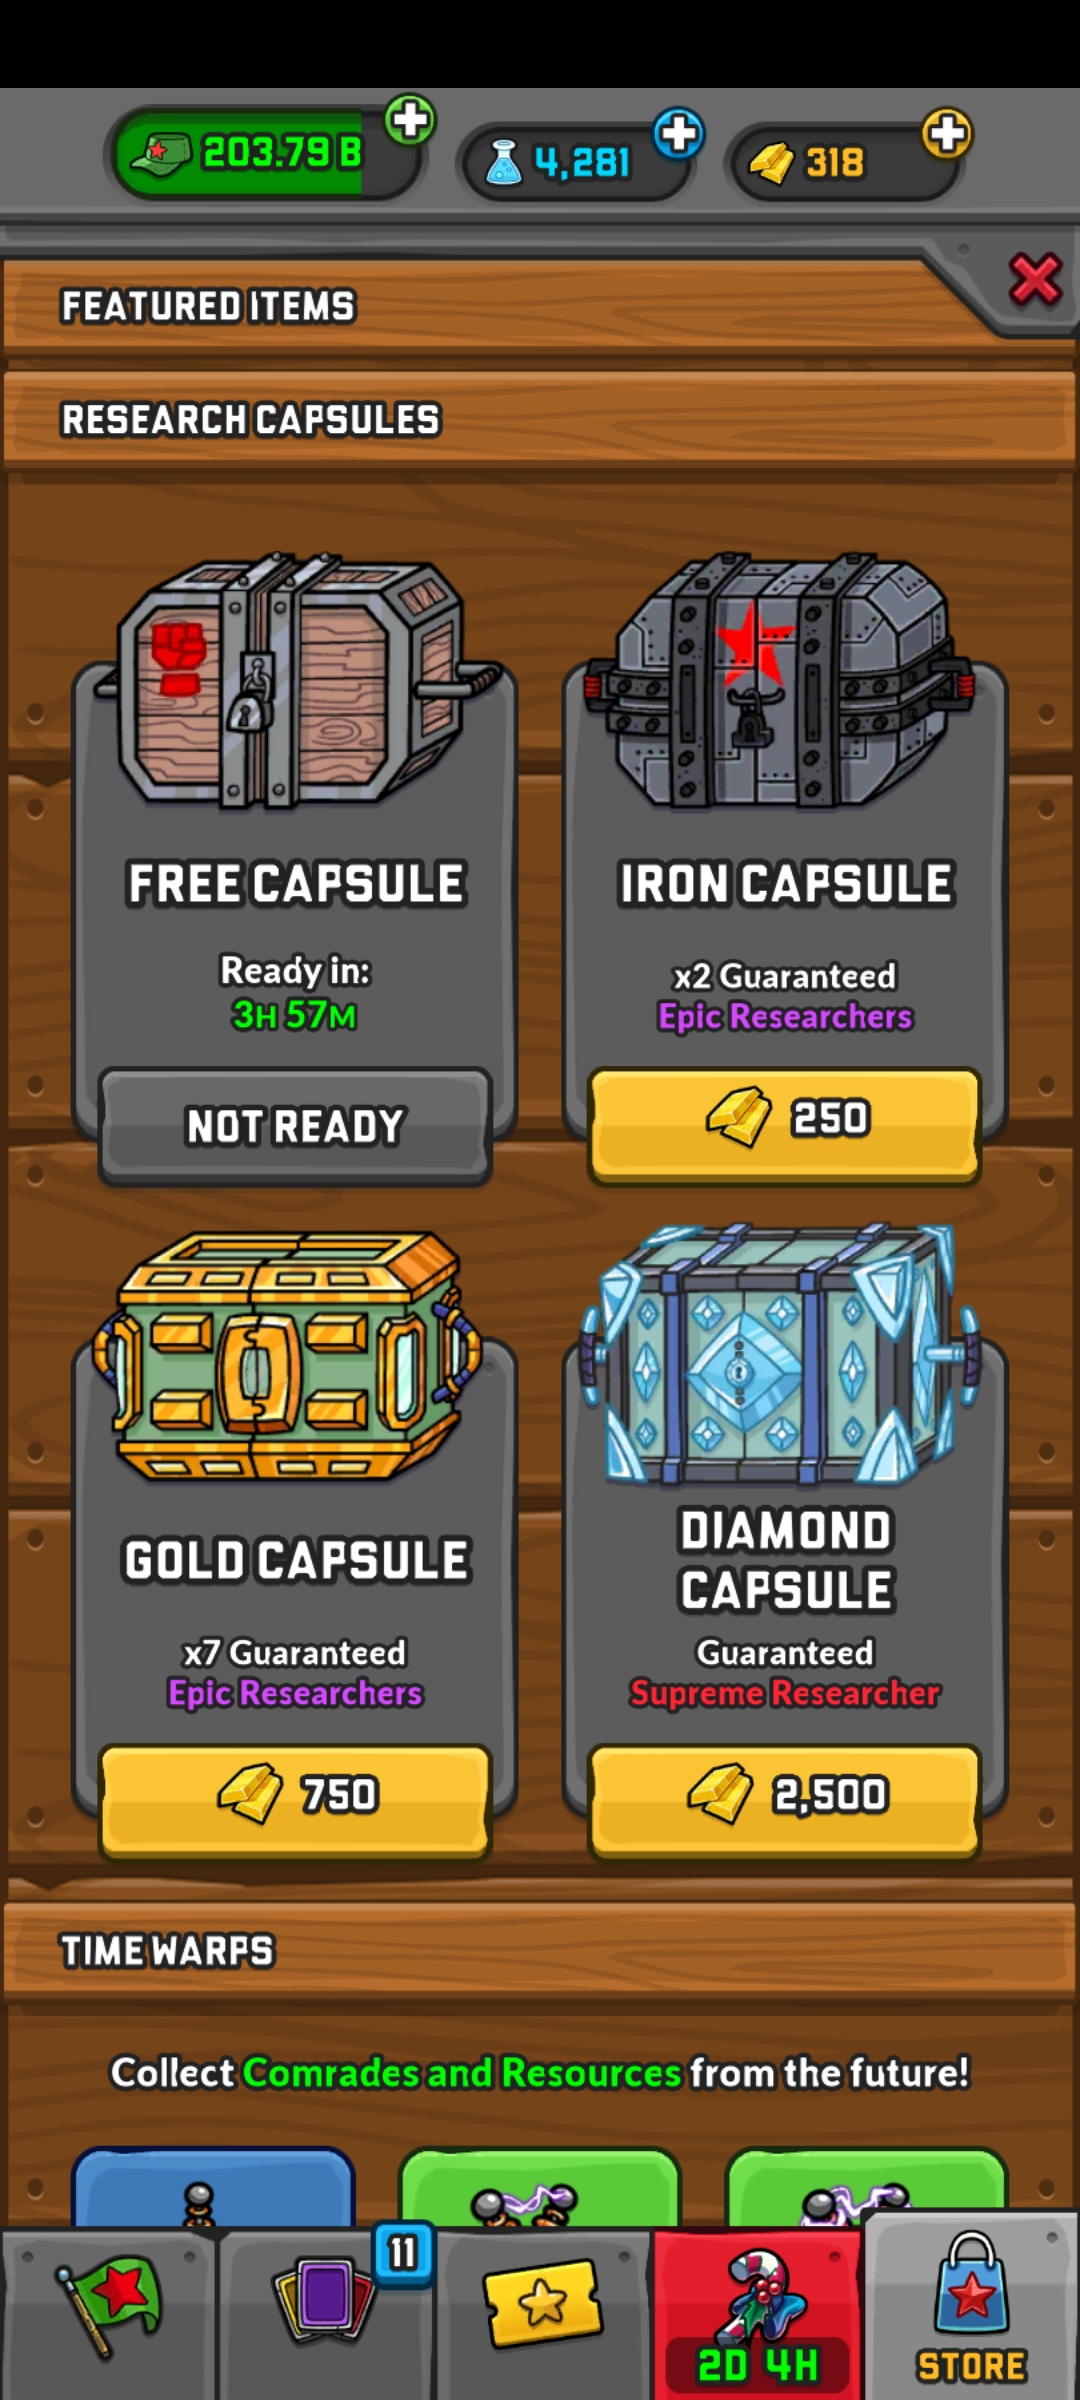 203.79 B
4,281
318
FEATURED ITEMS
RESEARCH CAPSULES
FREE CAPSULE
Ready in:
3H 57M
NOT READY
IRON CAPSULE
x2 Guaranteed
Epic Researchers
250
GOLD CAPSULE
x7 Guaranteed
Epic Researchers
750
DIAMOND
CAPSULE
Guaranteed
Supreme Researcher
2,500
TIME WARPS
Collect Comrades and Resources from the future!
11
2D 4H
STORE